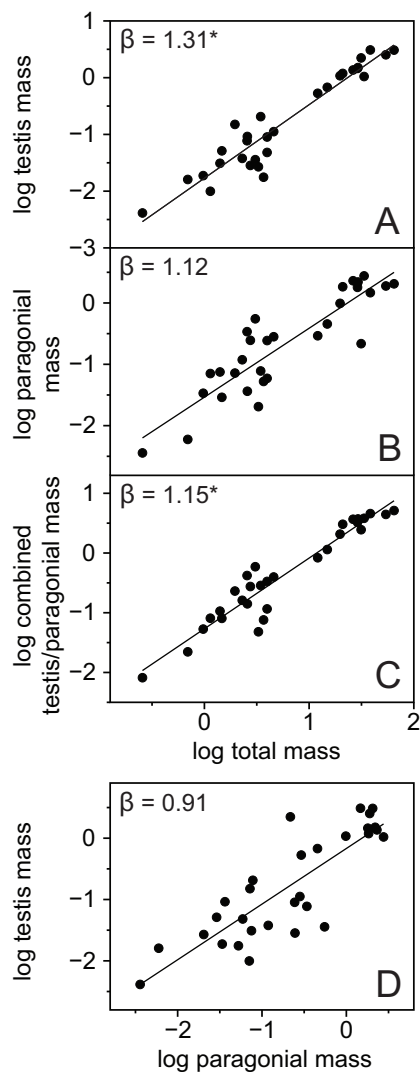 β = 1.31*
1
0
−1
−2
−3
log testis mass
A
β = 1.12
0
−1
−2
log paragonial
mass
B
β = 1.15*
1
0
−1
−2
log combined
testis/paragonial mass
C
0
1
2
log total mass
β = 0.91
0
−1
−2
log testis mass
D
−2
−1
0
log paragonial mass